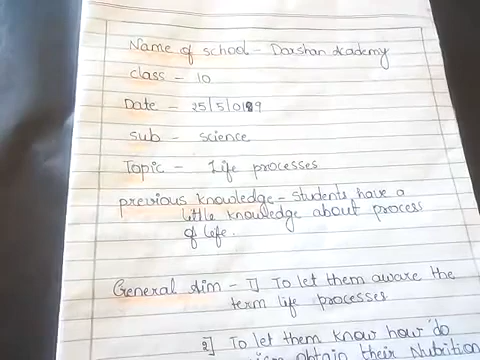 Name of school - Darshan Academy
class - 10
Date - 25/5/0189
sub - science
Topic - Life processes
previous knowledge - students have a
little knowledge about process
of life.
General Aim - 1] To let them aware the
term life processes
2] To let them know how do
obtain their Nutrition